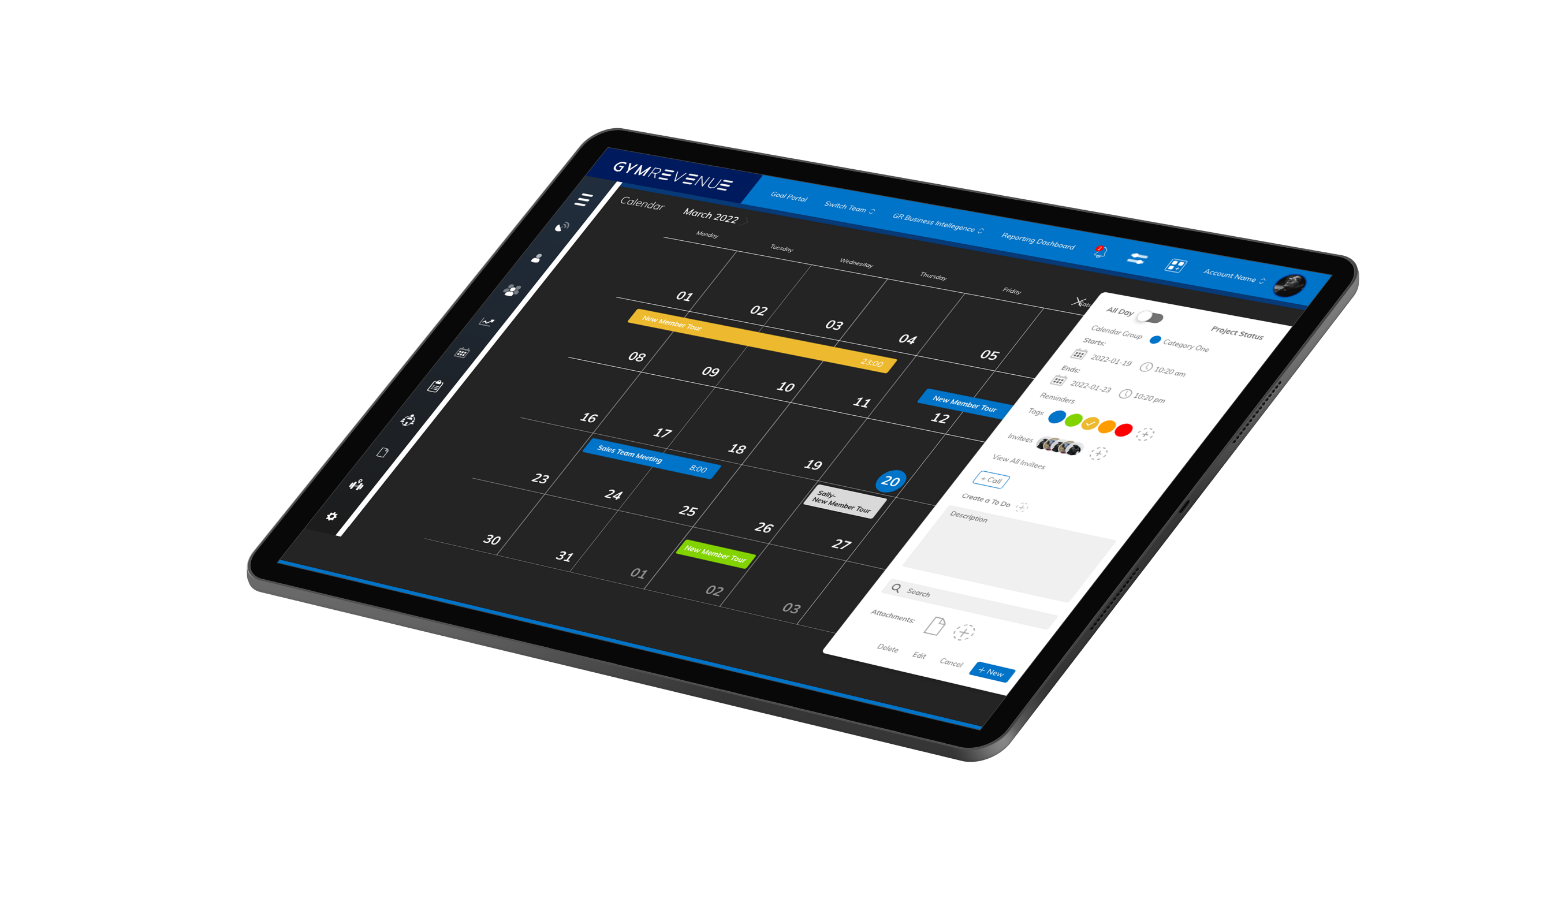 GYMREVENUE
Goal Portal
Switch Team
GR Business Intellegence
Reporting Dashboard
Account Name
Calendar
March 2022
Monday
Tuesday
Wednesday
Thursday
Friday
01
02
03
04
05
New Member Tour
23:00
08
09
10
11
12
New Member Tour
16
17
18
19
20
Sales Team Meeting
8:00
Sally-
New Member Tour
23
24
25
26
27
New Member Tour
30
31
01
02
03
All Day
Project Status
Calendar Group
Category One
Starts:
2022-01-19
10:20 am
Ends:
2022-01-23
10:20 pm
Reminders
Tags
Invitees
View All Invitees
+ Call
Create a To Do
Description
Search
Attachments:
Delete
Edit
Cancel
+ New